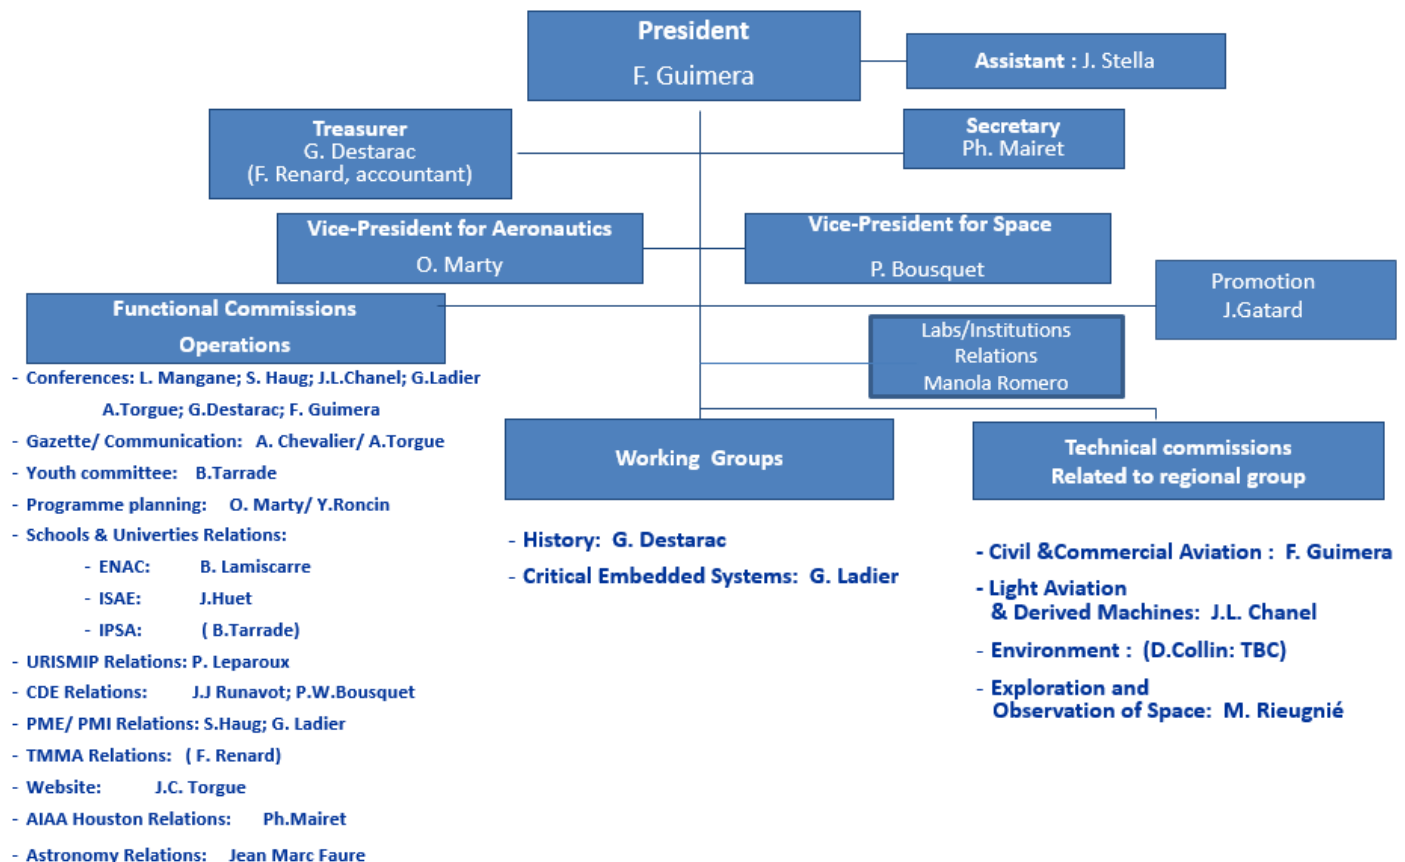 President
F. Guimera
Assistant : J. Stella
Treasurer
G. Destarac
(F. Renard, accountant)
Secretary
Ph. Mairet
Vice-President for Aeronautics
O. Marty
Vice-President for Space
P. Bousquet
Promotion
J.Gatard
Functional Commissions
Operations
Labs/Institutions
Relations
Manola Romero
- Conferences: L. Mangane; S. Haug; J.L.Chanel; G.Ladier
A.Torgue; G.Destarac; F. Guimera
- Gazette/ Communication: A. Chevalier/ A.Torgue
- Youth committee: B.Tarrade
- Programme planning: O. Marty/ Y.Roncin
- Schools & Univerties Relations:
- ENAC: B. Lamiscarre
- ISAE: J.Huet
- IPSA: ( B.Tarrade)
- URISMIP Relations: P. Leparoux
- CDE Relations: J.J Runavot; P.W.Bousquet
- PME/ PMI Relations: S.Haug; G. Ladier
- TMMA Relations: ( F. Renard)
- Website: J.C. Torgue
- AIAA Houston Relations: Ph.Mairet
- Astronomy Relations: Jean Marc Faure
Working Groups
- History: G. Destarac
- Critical Embedded Systems: G. Ladier
Technical commissions
Related to regional group
- Civil &Commercial Aviation : F. Guimera
- Light Aviation
& Derived Machines: J.L. Chanel
- Environment : (D.Collin: TBC)
- Exploration and
Observation of Space: M. Rieugnié